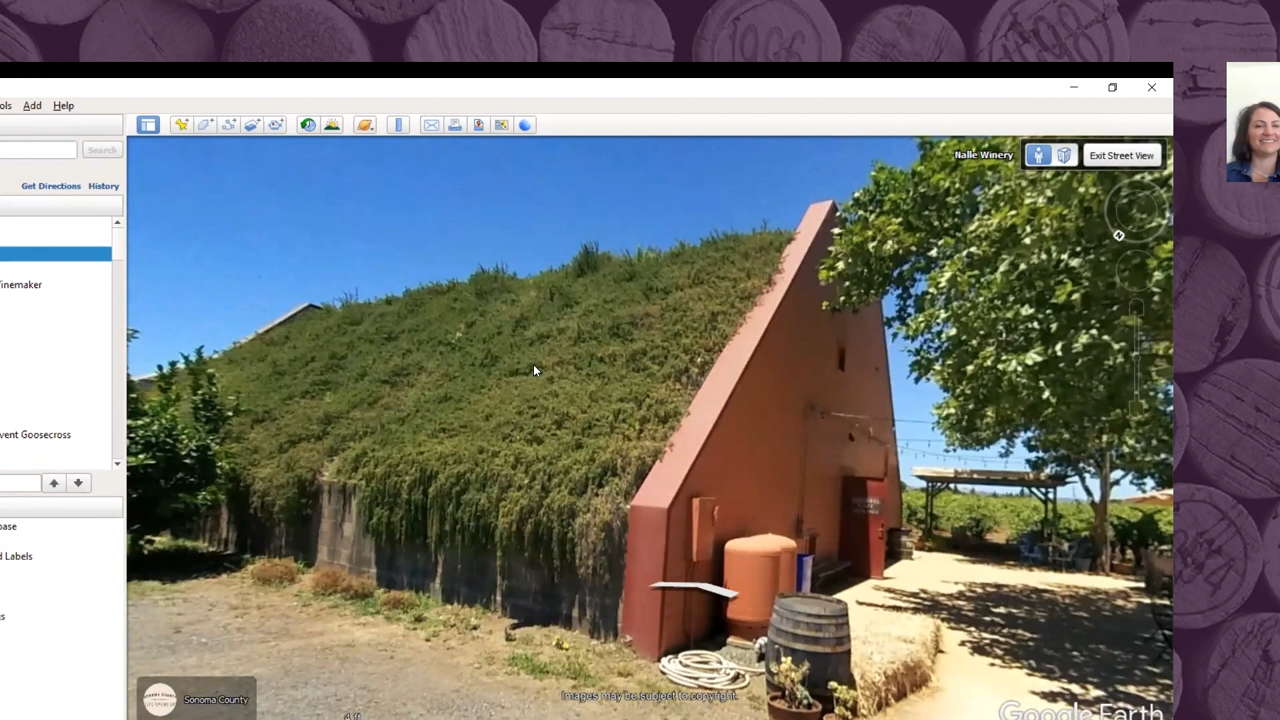 ols Add Help
Search
Get Directions History
Nalle Winery
Exit Street View
N
Vinemaker
vent Goosecross
base
d Labels
s
Sonoma County
Images may be subject to copyright.
Google Earth